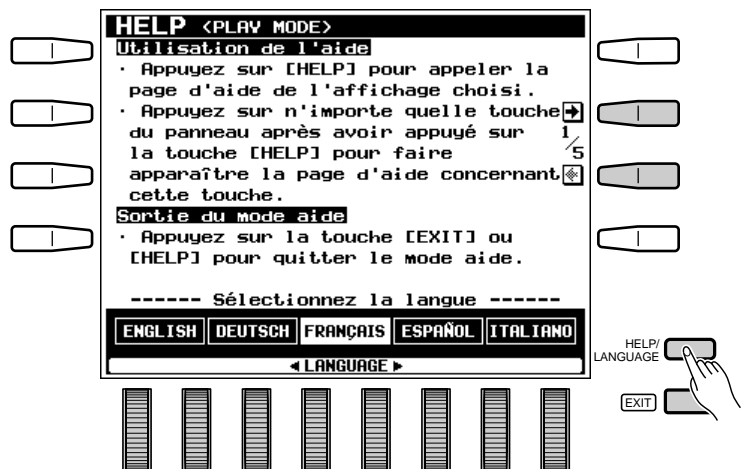 HELP <PLAY MODE>
Utilisation de l'aide
· Appuyez sur [HELP] pour appeler la
page d'aide de l'affichage choisi.
· Appuyez sur n'importe quelle touche
du panneau après avoir appuyé sur
la touche [HELP] pour faire
apparaître la page d'aide concernant
cette touche.
1/5
Sortie du mode aide
· Appuyez sur la touche [EXIT] ou
[HELP] pour quitter le mode aide.
------ Sélectionnez la langue ------
ENGLISH DEUTSCH FRANÇAIS ESPAÑOL ITALIANO
◄ LANGUAGE ►
HELP/
LANGUAGE
EXIT